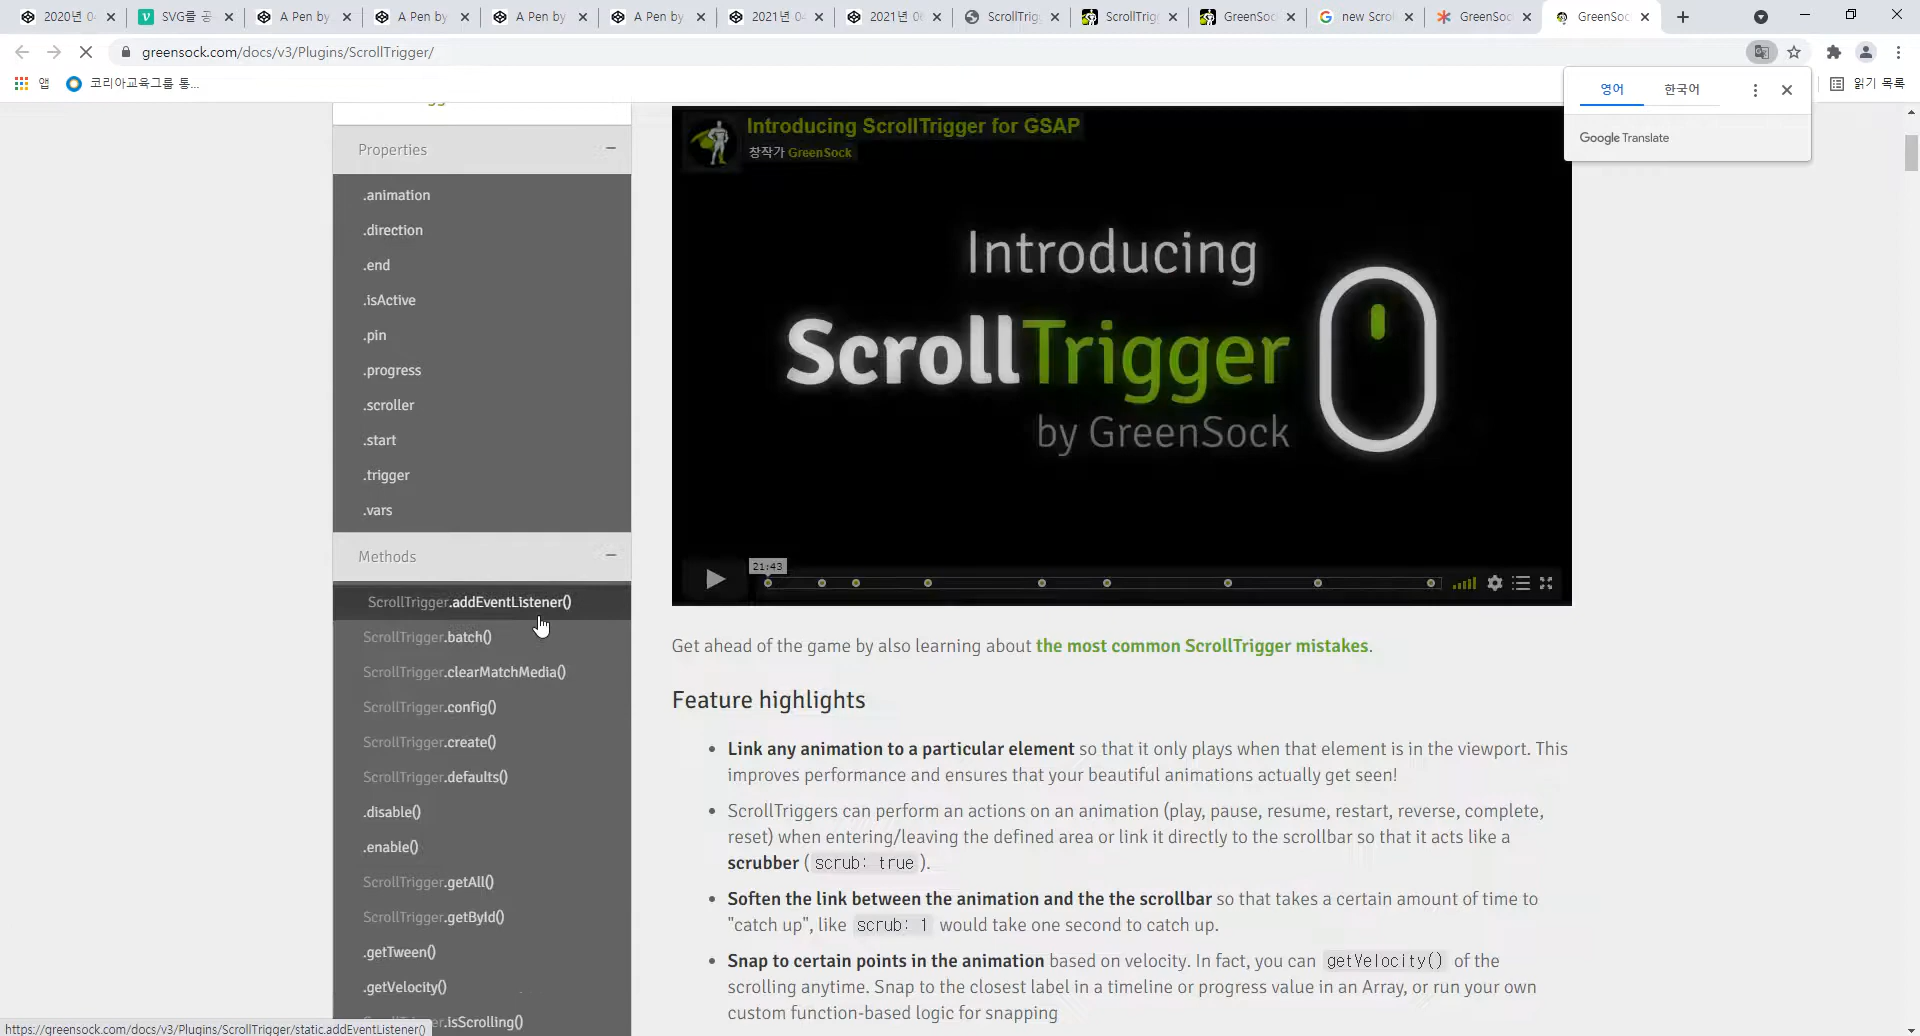 2020년 0
SVG를 공
A Pen by
A Pen by
A Pen by
A Pen by
2021년 0
2021년 0
ScrollTrig
ScrollTrig
GreenSoc
new Scrol
GreenSoc
GreenSoc
greensock.com/docs/v3/Plugins/ScrollTrigger/
앱
코리아교육그룹 통...
읽기 목록
영어
한국어
Google Translate
Properties
.animation
.direction
.end
.isActive
.pin
.progress
.scroller
.start
.trigger
.vars
Methods
ScrollTrigger.addEventListener()
ScrollTrigger.batch()
ScrollTrigger.clearMatchMedia()
ScrollTrigger.config()
ScrollTrigger.create()
ScrollTrigger.defaults()
.disable()
.enable()
ScrollTrigger.getAll()
ScrollTrigger.getById()
.getTween()
.getVelocity()
.isScrolling()
https://greensock.com/docs/v3/Plugins/ScrollTrigger/static.addEventListener()
Introducing ScrollTrigger for GSAP
창작가 GreenSock
Introducing
ScrollTrigger
by GreenSock
21:43
Get ahead of the game by also learning about the most common ScrollTrigger mistakes.
Feature highlights
• Link any animation to a particular element so that it only plays when that element is in the viewport. This
improves performance and ensures that your beautiful animations actually get seen!
• ScrollTriggers can perform an actions on an animation (play, pause, resume, restart, reverse, complete,
reset) when entering/leaving the defined area or link it directly to the scrollbar so that it acts like a
scrubber ( scrub: true ).
• Soften the link between the animation and the the scrollbar so that takes a certain amount of time to
"catch up", like scrub: 1 would take one second to catch up.
• Snap to certain points in the animation based on velocity. In fact, you can getVelocity() of the
scrolling anytime. Snap to the closest label in a timeline or progress value in an Array, or run your own
custom function-based logic for snapping